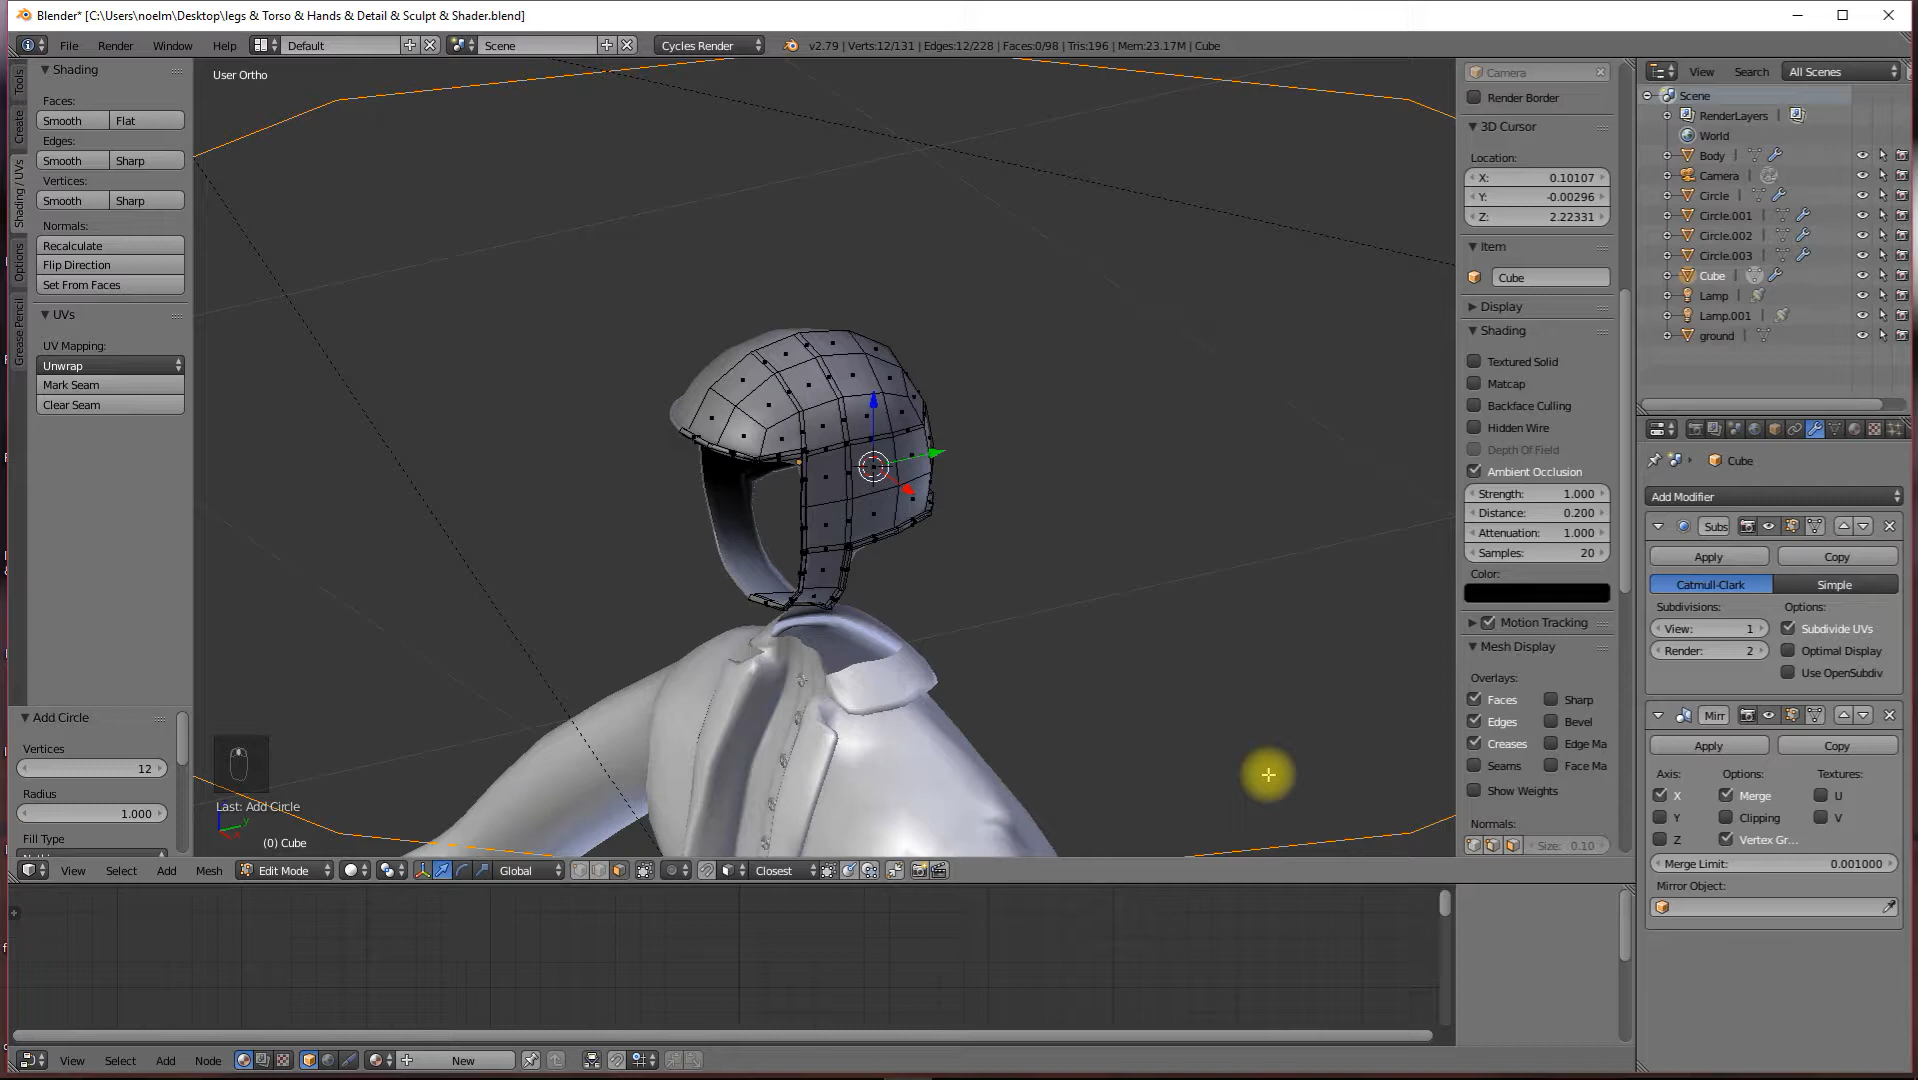 Blender* [C:\Users\noelm\Desktop\legs & Torso & Hands & Detail & Sculpt & Shader.blend]
File Render Window Help Default Scene Cycles Render v2.79 | Verts:12/131 | Edges:12/228 | Faces:0/98 | Tris:196 | Mem:23.17M | Cube
Tools
Create
Shading / UVs
Options
Grease Pencil
Shading
Faces:
Smooth Flat
Edges:
Smooth Sharp
Vertices:
Smooth Sharp
Normals:
Recalculate
Flip Direction
Set From Faces
UVs
UV Mapping:
Unwrap
Mark Seam
Clear Seam
Add Circle
Vertices
12
Radius
1.000
Fill Type
User Ortho
Last: Add Circle
(0) Cube
Camera
Render Border
3D Cursor
Location:
X: 0.10107
Y: -0.00296
Z: 2.22331
Item
Cube
Display
Shading
Textured Solid
Matcap
Backface Culling
Hidden Wire
Depth Of Field
Ambient Occlusion
Strength: 1.000
Distance: 0.200
Attenuation: 1.000
Samples: 20
Color:
Motion Tracking
Mesh Display
Overlays:
Faces Sharp
Edges Bevel
Creases Edge Ma
Seams Face Ma
Show Weights
Normals:
Size: 0.10
View Search All Scenes
Scene
RenderLayers
World
Body
Camera
Circle
Circle.001
Circle.002
Circle.003
Cube
Lamp
Lamp.001
ground
Cube
Add Modifier
Subs
Apply Copy
Catmull-Clark Simple
Subdivisions: Options:
View: 1 Subdivide UVs
Render: 2 Optimal Display
Use OpenSubdiv
Mirr
Apply Copy
Axis: Options: Textures:
X Merge U
Y Clipping V
Z Vertex Gr...
Merge Limit: 0.001000
Mirror Object:
View Select Add Mesh Edit Mode Global Closest
View Select Add Node New